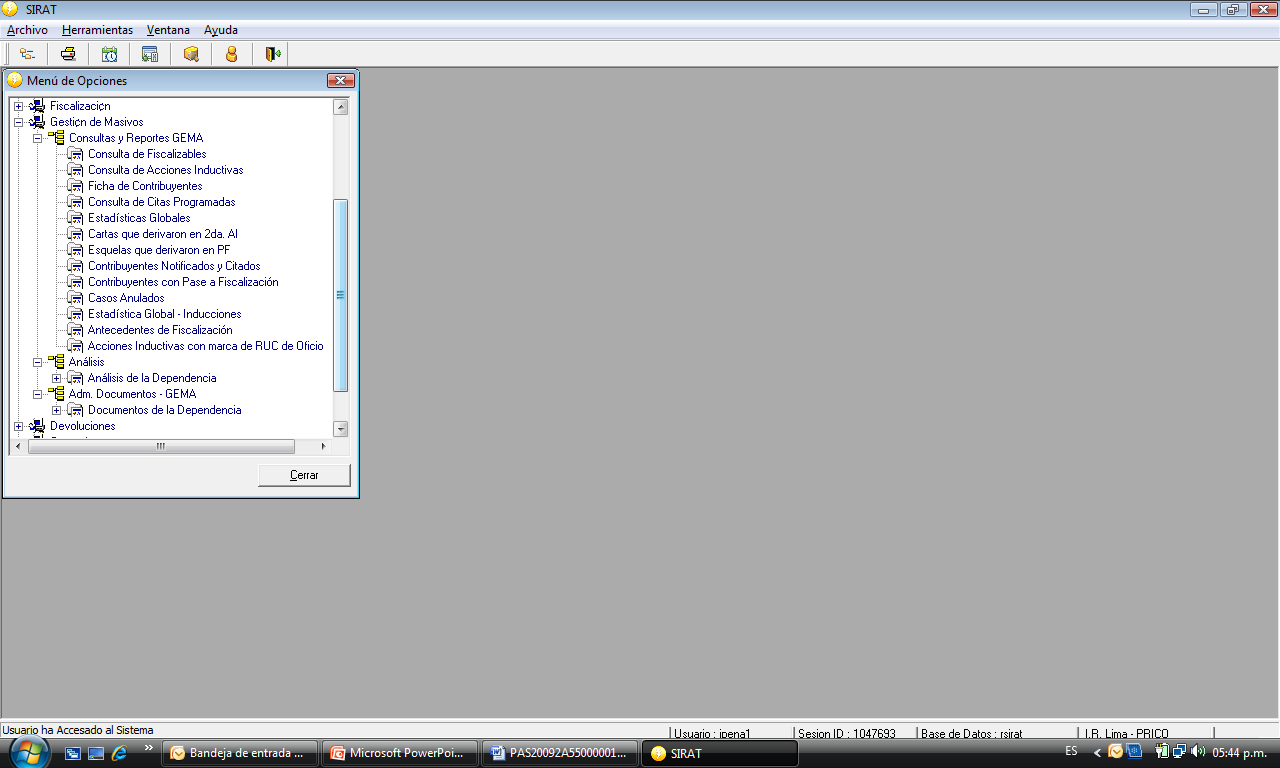 SIRAT
Archivo Herramientas Ventana Ayuda
Menú de Opciones
Fiscalización
Gestión de Masivos
Consultas y Reportes GEMA
Consulta de Fiscalizables
Consulta de Acciones Inductivas
Ficha de Contribuyentes
Consulta de Citas Programadas
Estadísticas Globales
Cartas que derivaron en 2da. AI
Esquelas que derivaron en PF
Contribuyentes Notificados y Citados
Contribuyentes con Pase a Fiscalización
Casos Anulados
Estadística Global - Inducciones
Antecedentes de Fiscalización
Acciones Inductivas con marca de RUC de Oficio
Análisis
Análisis de la Dependencia
Adm. Documentos - GEMA
Documentos de la Dependencia
Devoluciones
Cerrar
Usuario ha Accesado al Sistema
Usuario : ipena1 Sesion ID : 1047693 Base de Datos : rsirat I.R. Lima - PRICO
Bandeja de entrada ... Microsoft PowerPoi... PAS20092A55000001... SIRAT ES 05:44 p.m.